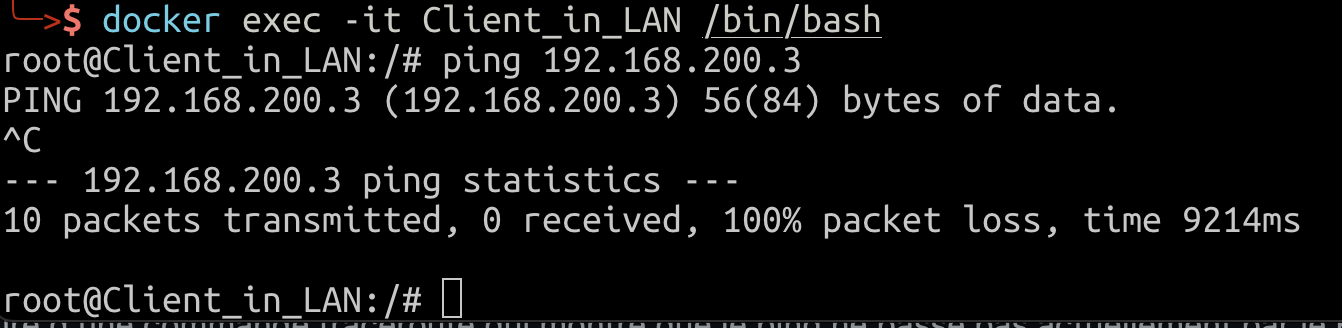 ╰─>$ docker exec -it Client_in_LAN /bin/bash
root@Client_in_LAN:/# ping 192.168.200.3
PING 192.168.200.3 (192.168.200.3) 56(84) bytes of data.
^C
--- 192.168.200.3 ping statistics ---
10 packets transmitted, 0 received, 100% packet loss, time 9214ms
root@Client_in_LAN:/#